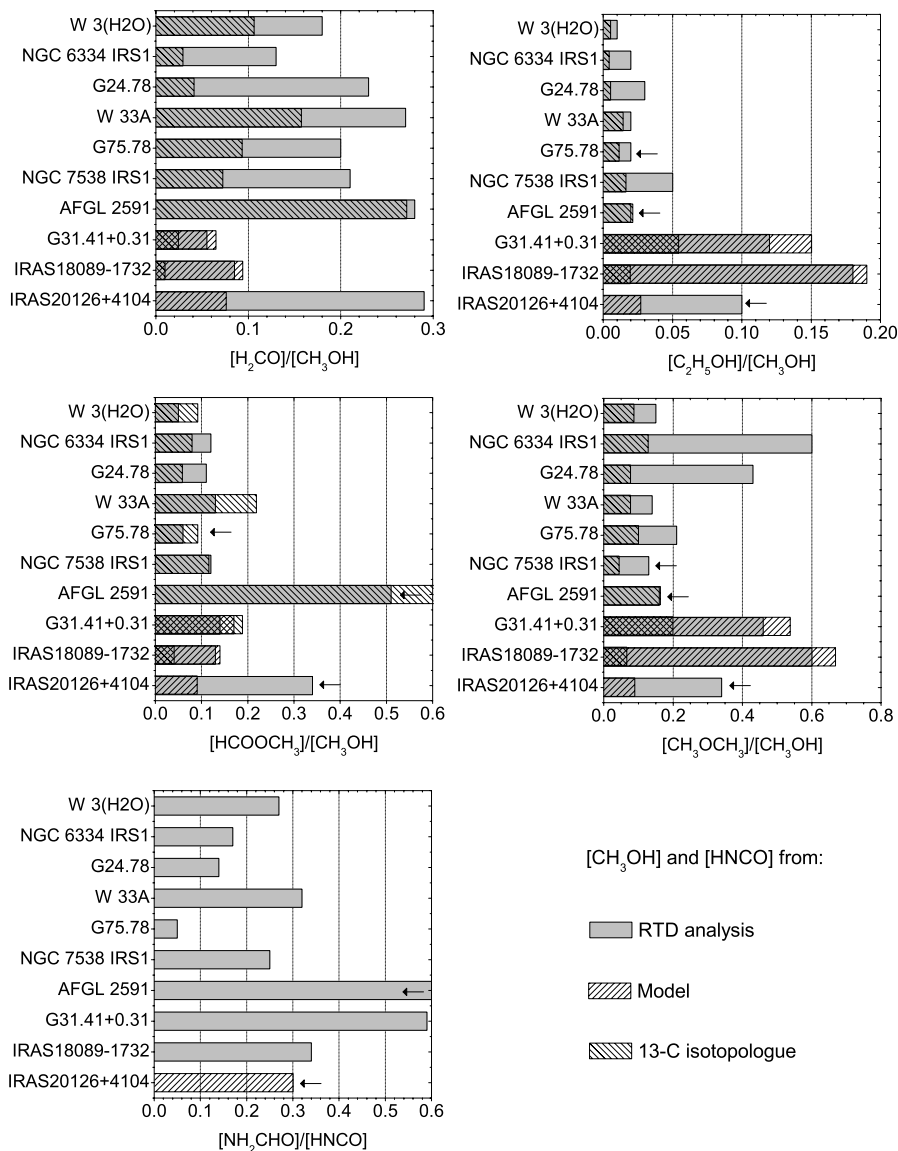 W 3(H2O)
NGC 6334 IRS1
G24.78
W 33A
G75.78
NGC 7538 IRS1
AFGL 2591
G31.41+0.31
IRAS18089-1732
IRAS20126+4104
0.0 0.1 0.2 0.3
[H₂CO]/[CH₃OH]
W 3(H2O)
NGC 6334 IRS1
G24.78
W 33A
G75.78
NGC 7538 IRS1
AFGL 2591
G31.41+0.31
IRAS18089-1732
IRAS20126+4104
0.00 0.05 0.10 0.15 0.20
[C₂H₅OH]/[CH₃OH]
W 3(H2O)
NGC 6334 IRS1
G24.78
W 33A
G75.78
NGC 7538 IRS1
AFGL 2591
G31.41+0.31
IRAS18089-1732
IRAS20126+4104
0.0 0.1 0.2 0.3 0.4 0.5 0.6
[HCOOCH₃]/[CH₃OH]
W 3(H2O)
NGC 6334 IRS1
G24.78
W 33A
G75.78
NGC 7538 IRS1
AFGL 2591
G31.41+0.31
IRAS18089-1732
IRAS20126+4104
0.0 0.2 0.4 0.6 0.8
[CH₃OCH₃]/[CH₃OH]
W 3(H2O)
NGC 6334 IRS1
G24.78
W 33A
G75.78
NGC 7538 IRS1
AFGL 2591
G31.41+0.31
IRAS18089-1732
IRAS20126+4104
0.0 0.1 0.2 0.3 0.4 0.5 0.6
[NH₂CHO]/[HNCO]
[CH₃OH] and [HNCO] from:
RTD analysis
Model
13-C isotopologue